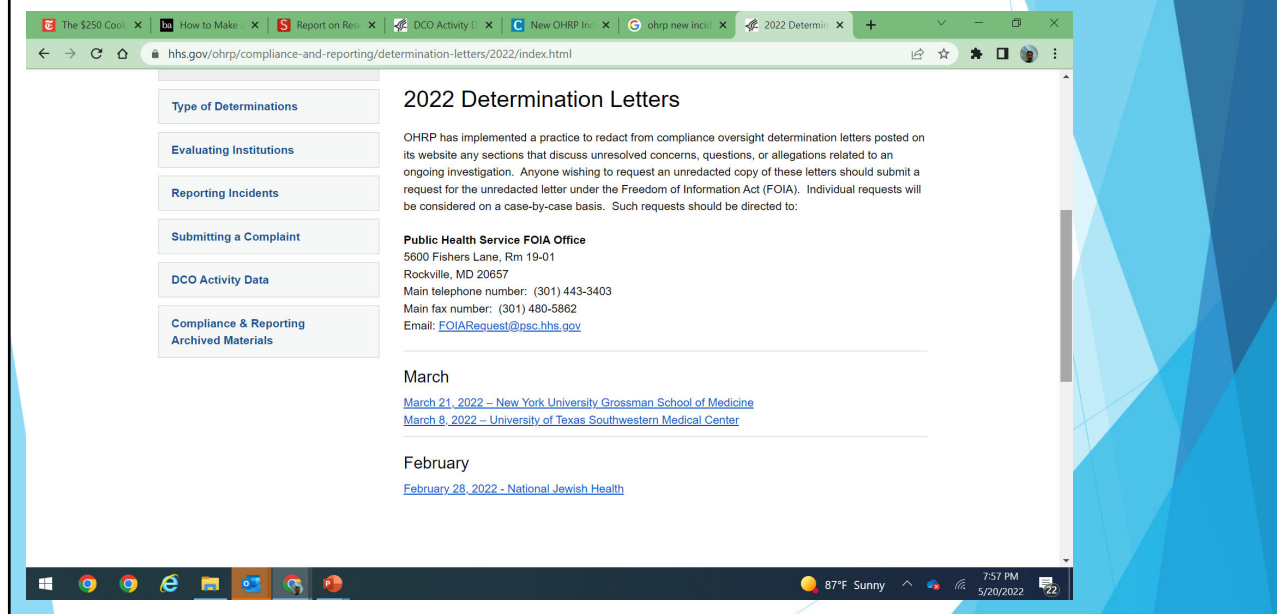 The $250 Cook
How to Make
Report on Res
DCO Activity D
New OHRP Inc
ohrp new incid
2022 Determin
hhs.gov/ohrp/compliance-and-reporting/determination-letters/2022/index.html
Type of Determinations
Evaluating Institutions
Reporting Incidents
Submitting a Complaint
DCO Activity Data
Compliance & Reporting
Archived Materials
2022 Determination Letters
OHRP has implemented a practice to redact from compliance oversight determination letters posted on
its website any sections that discuss unresolved concerns, questions, or allegations related to an
ongoing investigation. Anyone wishing to request an unredacted copy of these letters should submit a
request for the unredacted letter under the Freedom of Information Act (FOIA). Individual requests will
be considered on a case-by-case basis. Such requests should be directed to:
Public Health Service FOIA Office
5600 Fishers Lane, Rm 19-01
Rockville, MD 20657
Main telephone number: (301) 443-3403
Main fax number: (301) 480-5862
Email: FOIARequest@psc.hhs.gov
March
March 21, 2022 – New York University Grossman School of Medicine
March 8, 2022 – University of Texas Southwestern Medical Center
February
February 28, 2022 - National Jewish Health
87°F Sunny
7:57 PM
5/20/2022
22